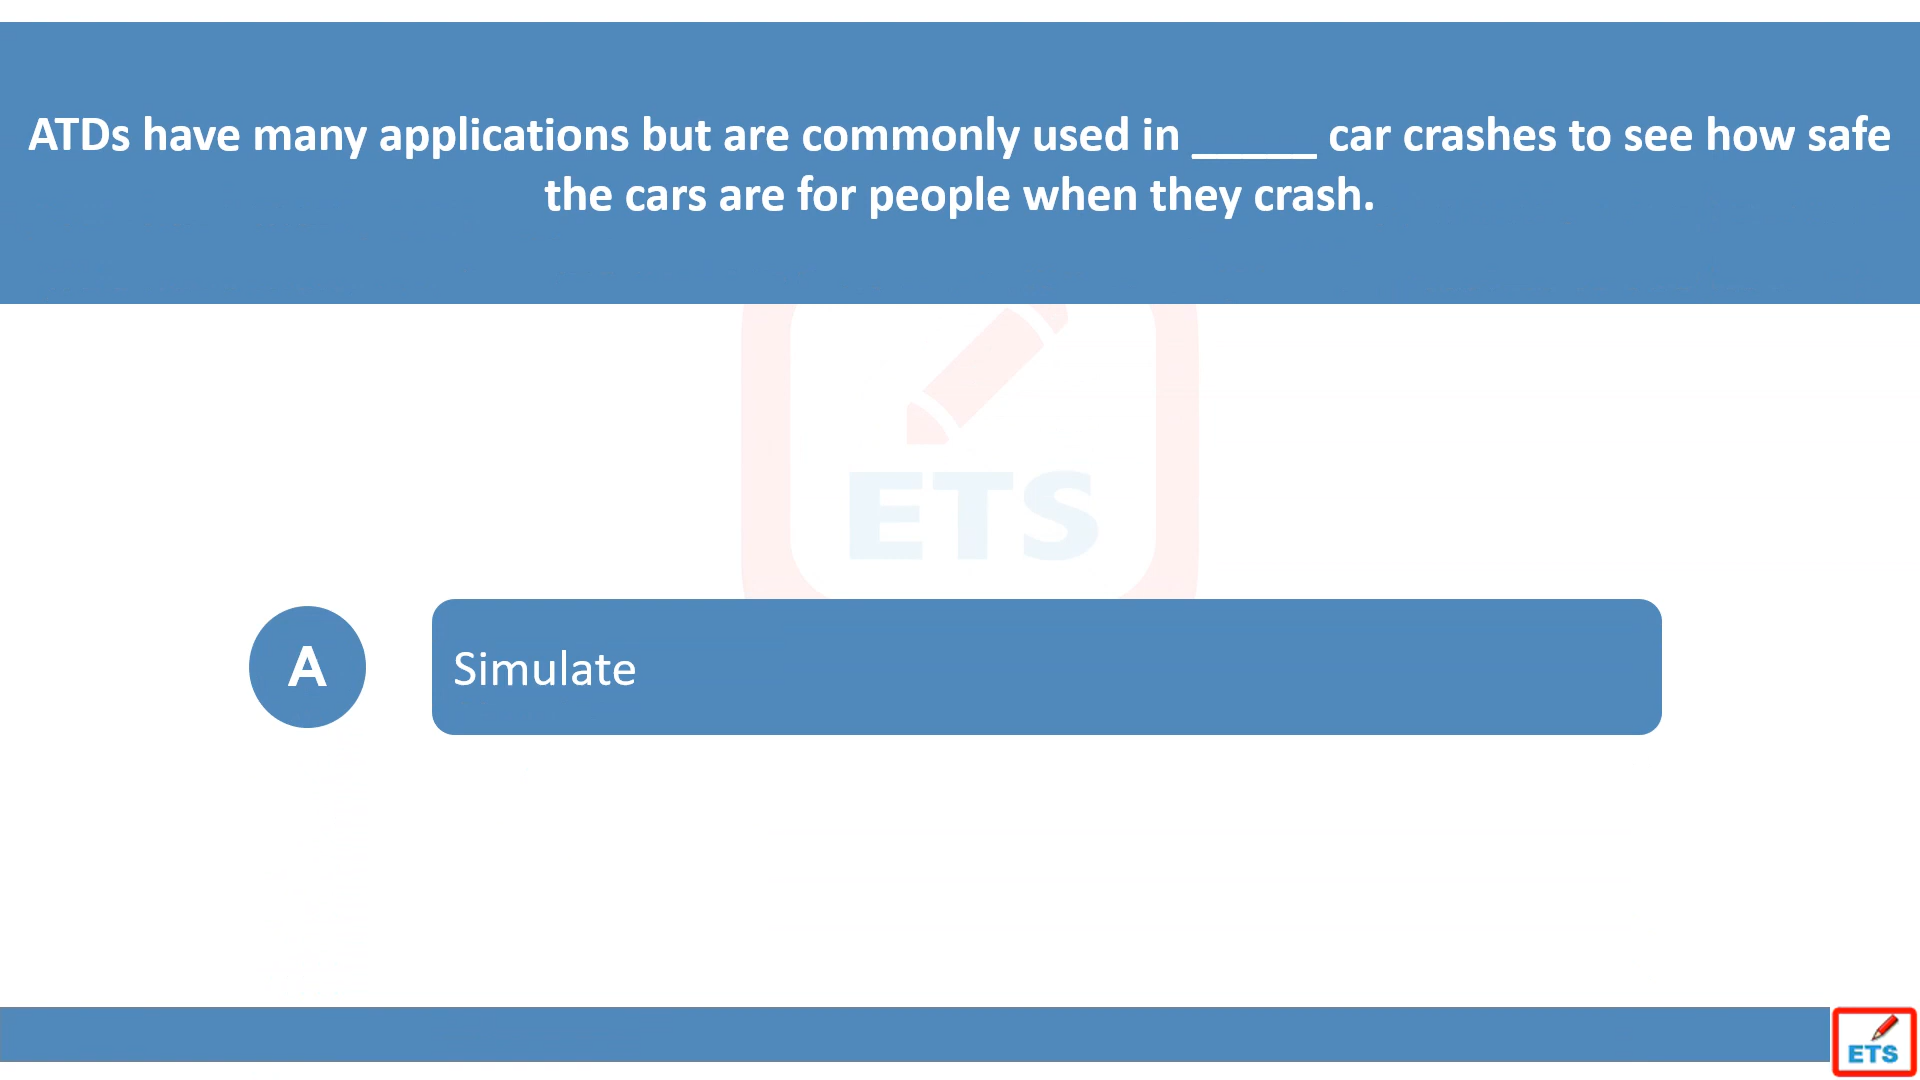 ATDs have many applications but are commonly used in _____ car crashes to see how safe
the cars are for people when they crash.
ETS
A
Simulate
ETS